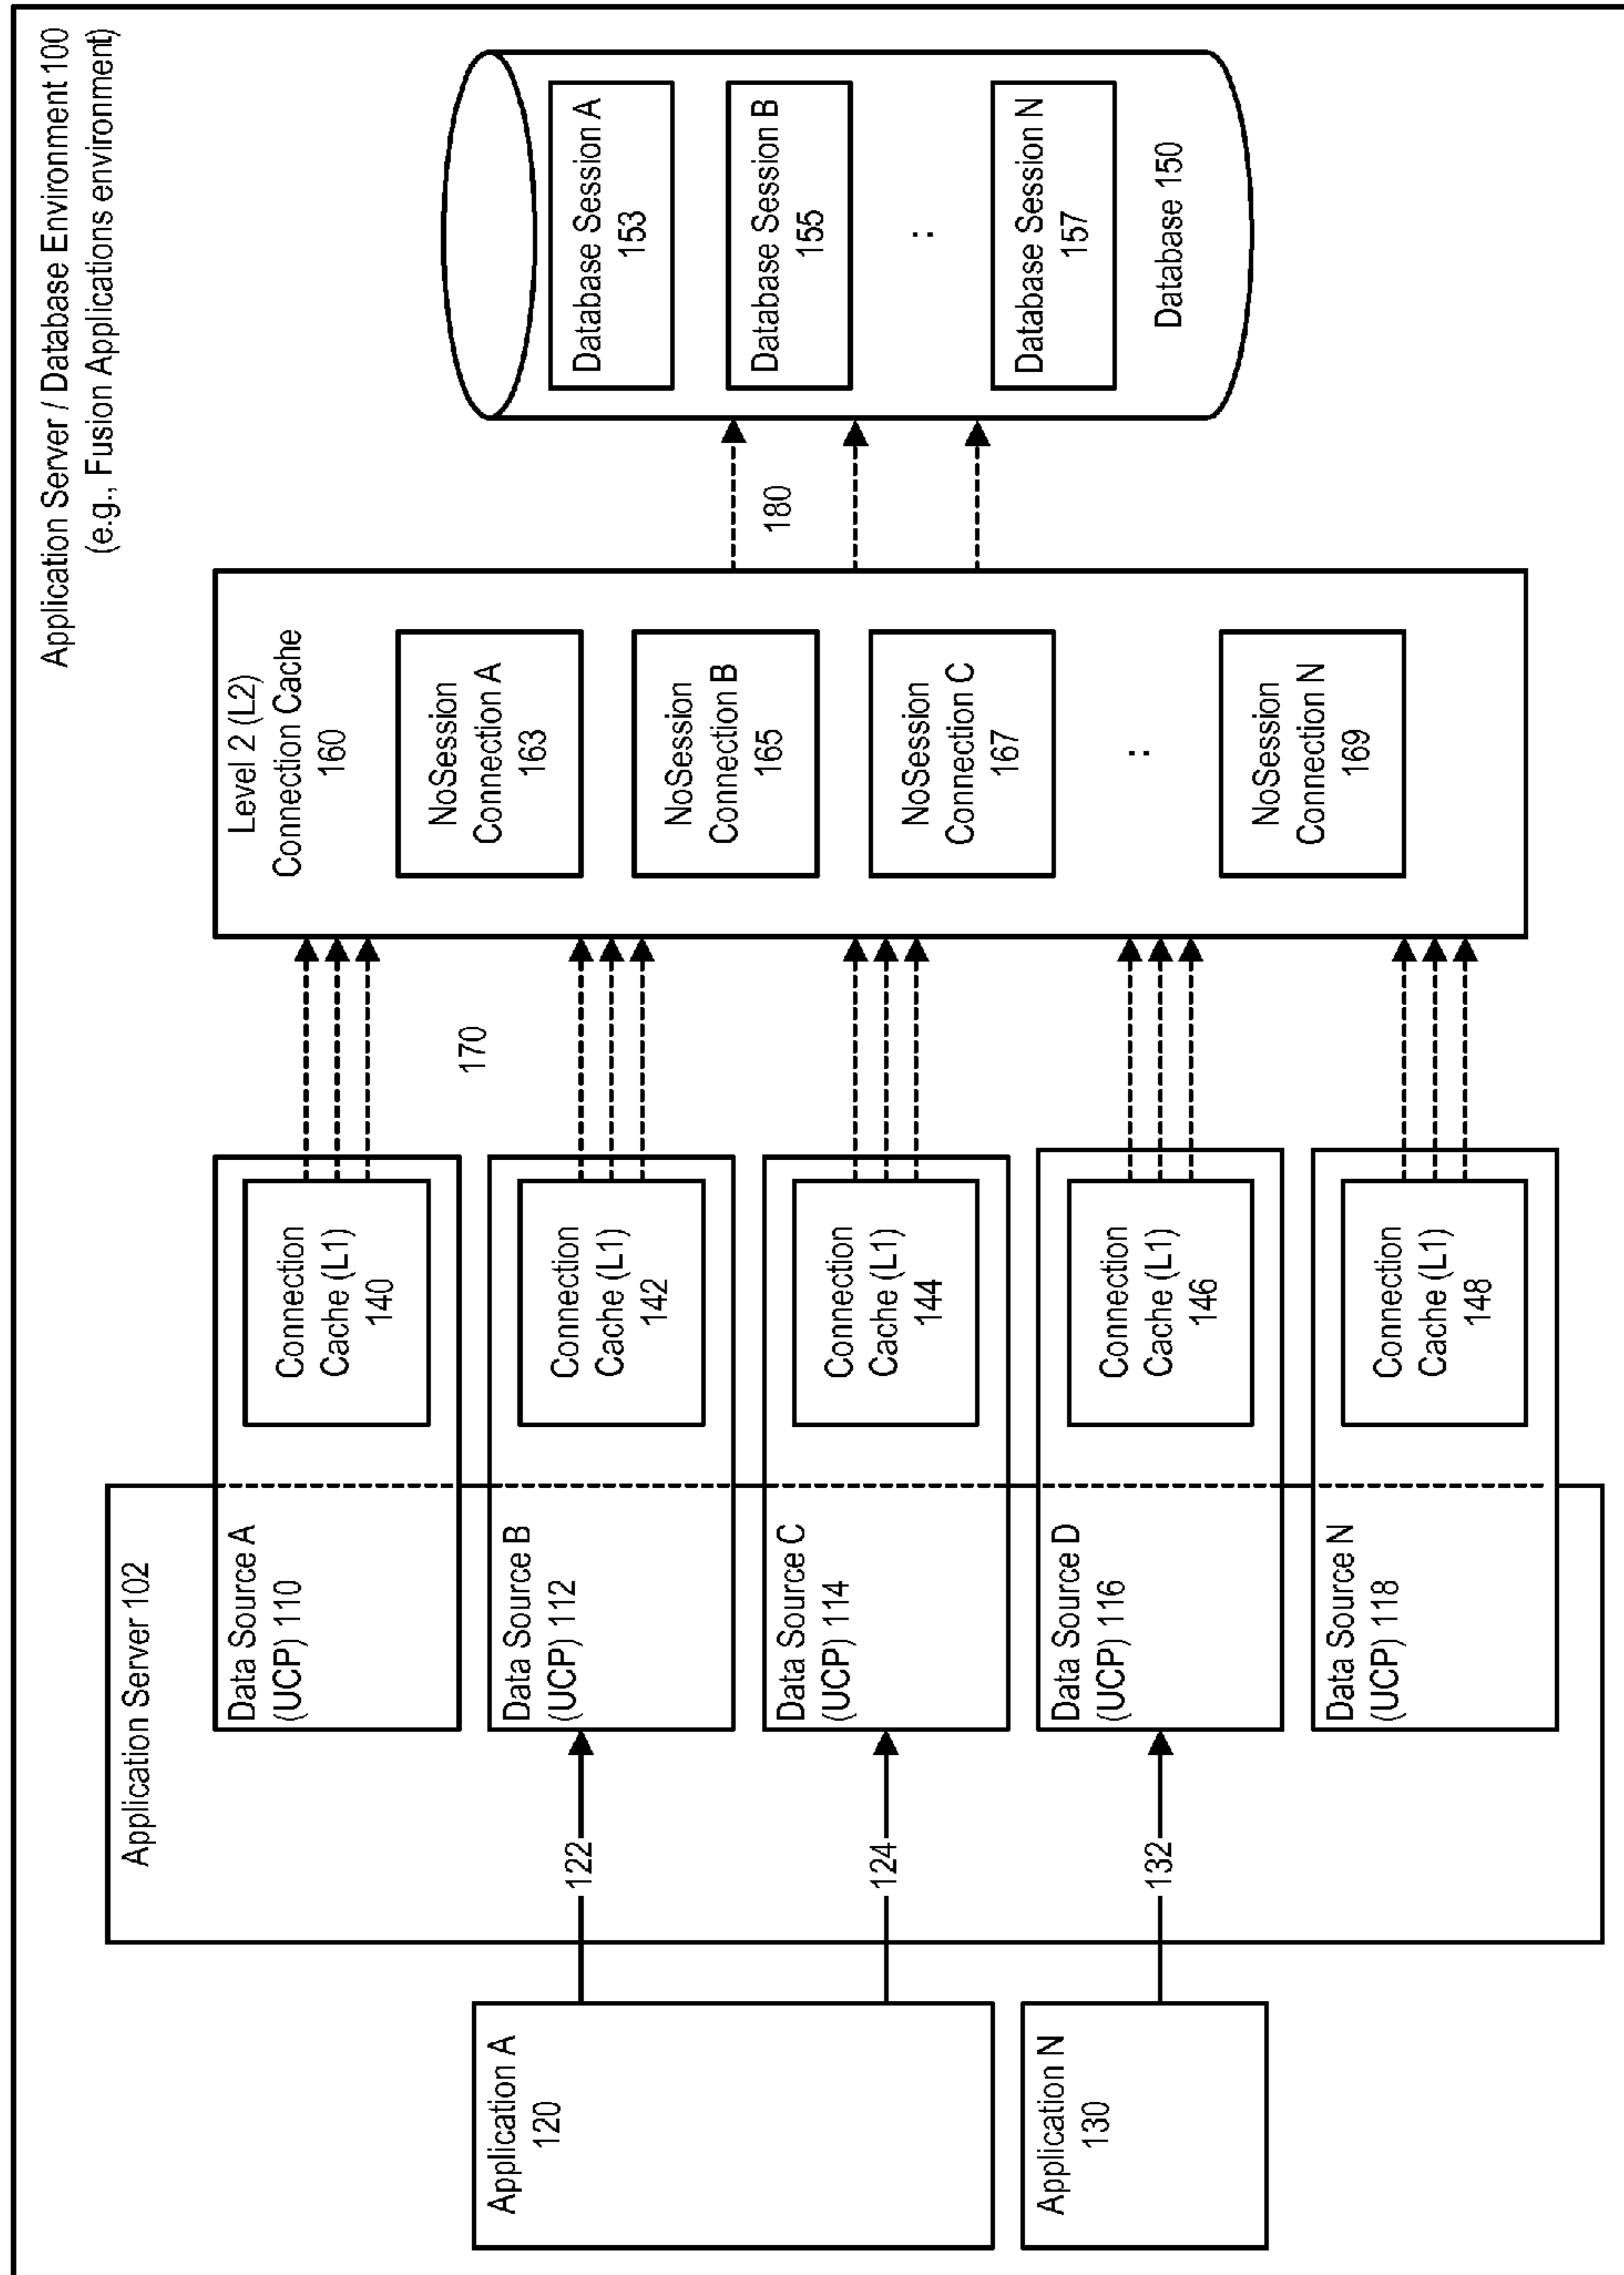 Application Server / Database Environment 100
(e.g., Fusion Applications environment)
Application Server 102
Application A
120
Application N
130
122
124
132
Data Source A
(UCP) 110
Connection
Cache (L1)
140
Data Source B
(UCP) 112
Connection
Cache (L1)
142
Data Source C
(UCP) 114
Connection
Cache (L1)
144
Data Source D
(UCP) 116
Connection
Cache (L1)
146
Data Source N
(UCP) 118
Connection
Cache (L1)
148
170
Level 2 (L2)
Connection Cache
160
NoSession
Connection A
163
NoSession
Connection B
165
NoSession
Connection C
167
:
NoSession
Connection N
169
180
Database Session A
153
Database Session B
155
:
Database Session N
157
Database 150